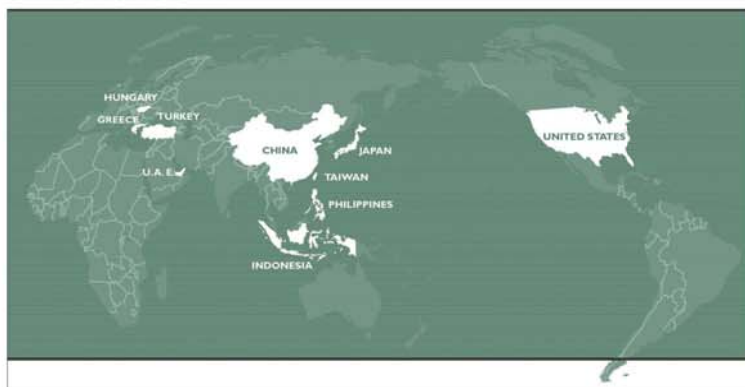 HUNGARY
GREECE
TURKEY
U. A. E.
CHINA
JAPAN
TAIWAN
PHILIPPINES
INDONESIA
UNITED STATES